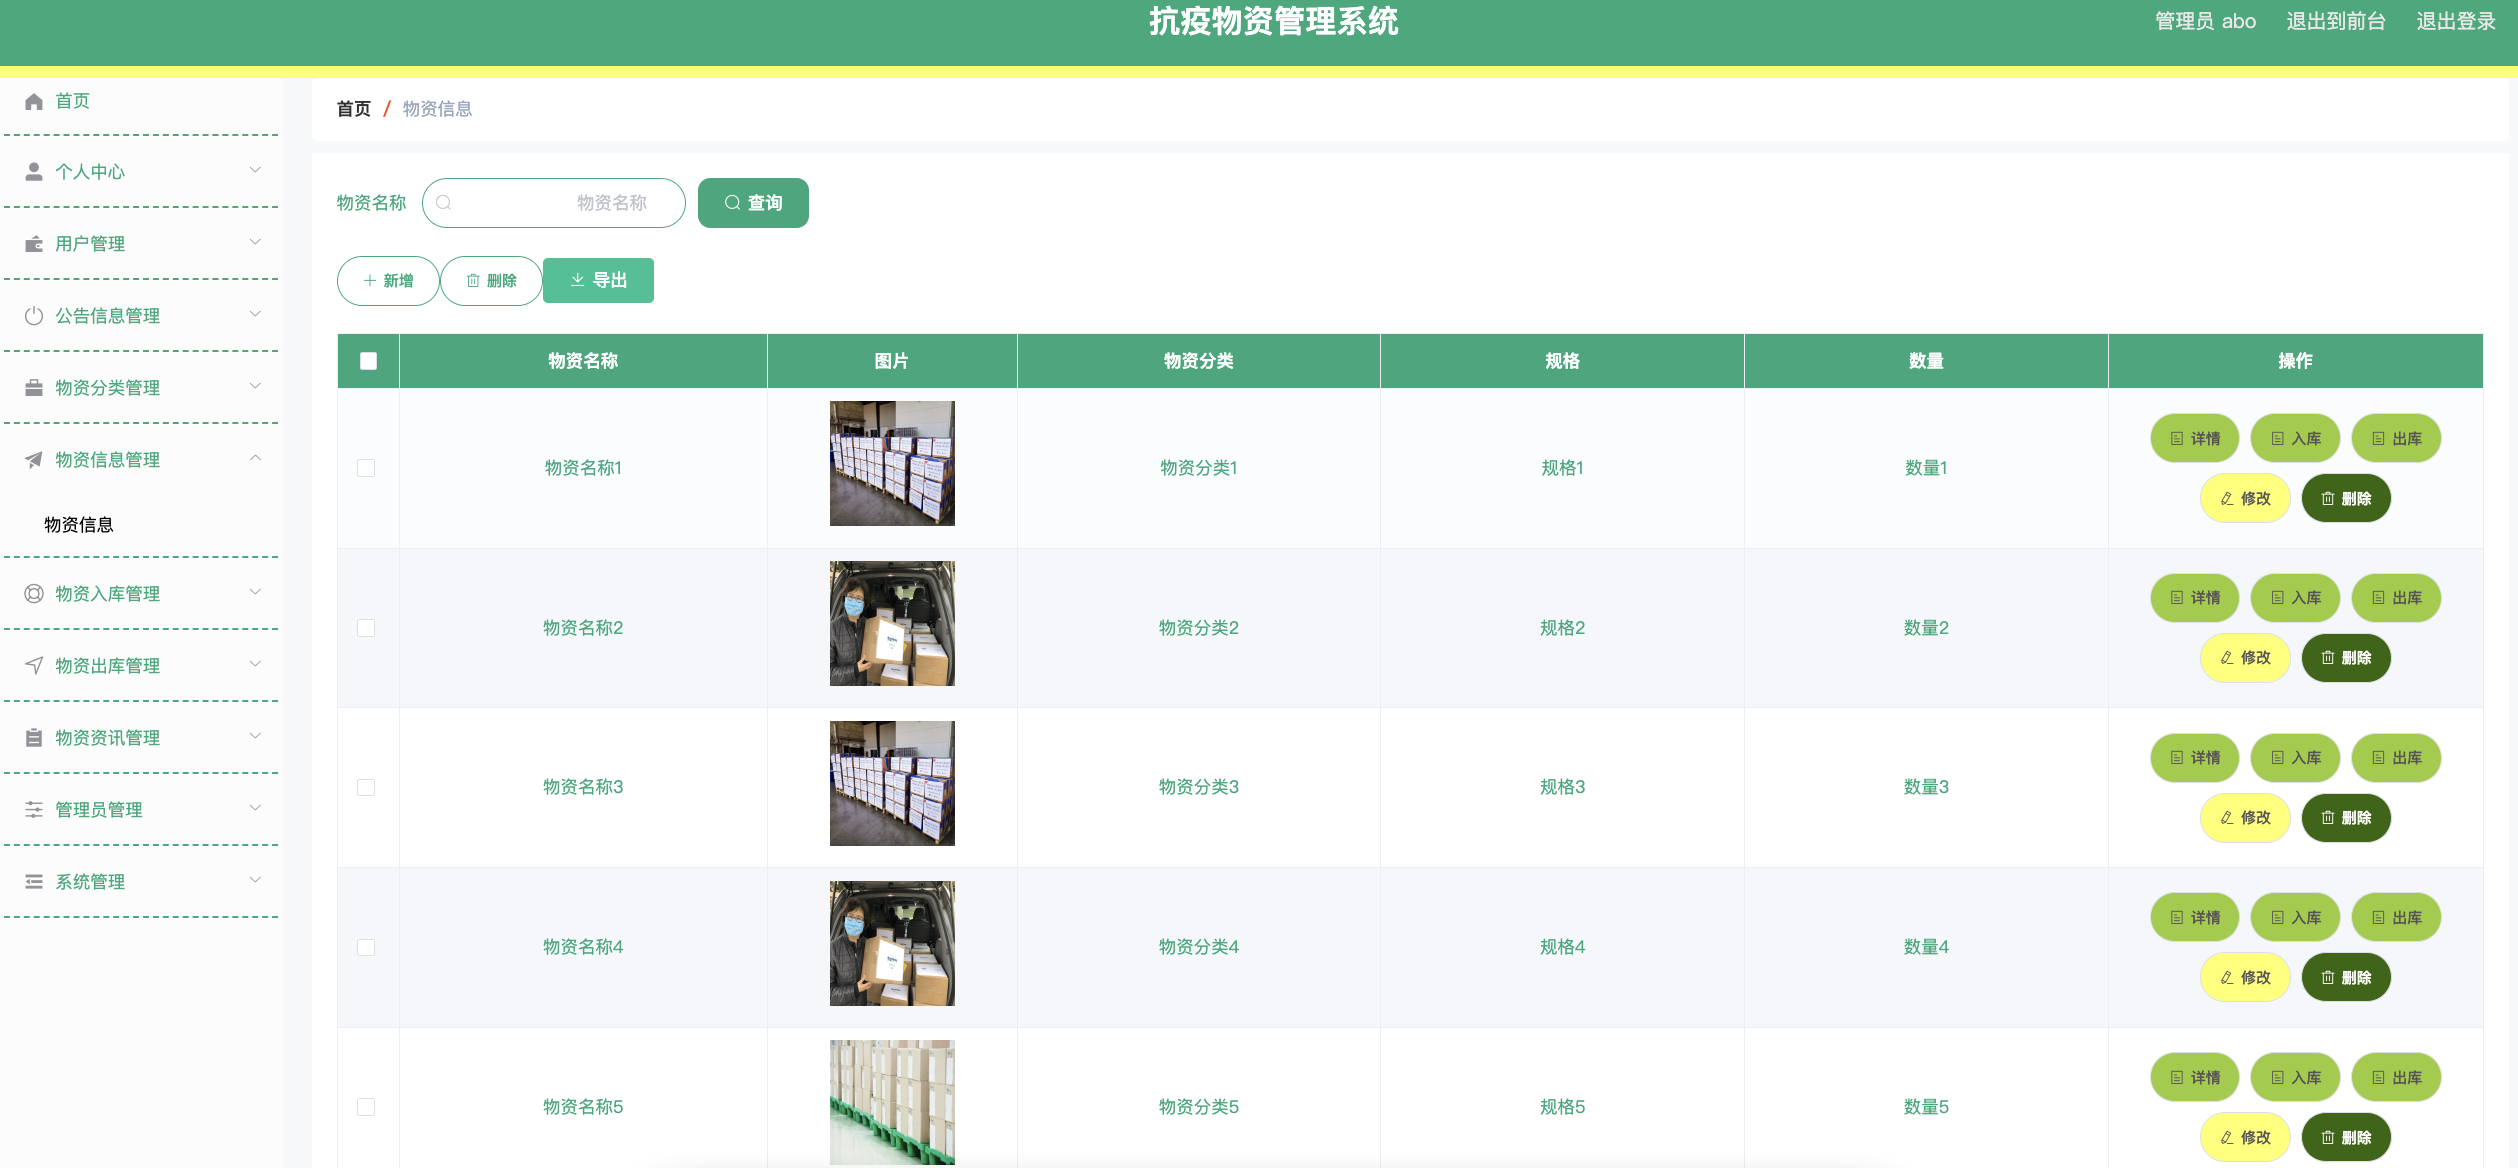 抗疫物资管理系统
管理员 abo 退出到前台 退出登录
首页
个人中心
用户管理
公告信息管理
物资分类管理
物资信息管理
物资信息
物资入库管理
物资出库管理
物资资讯管理
管理员管理
系统管理
首页 / 物资信息
物资名称 物资名称 查询
新增 删除 导出
物资名称 图片 物资分类 规格 数量 操作
物资名称1 物资分类1 规格1 数量1
详情 入库 出库
修改 删除
物资名称2 物资分类2 规格2 数量2
详情 入库 出库
修改 删除
物资名称3 物资分类3 规格3 数量3
详情 入库 出库
修改 删除
物资名称4 物资分类4 规格4 数量4
详情 入库 出库
修改 删除
物资名称5 物资分类5 规格5 数量5
详情 入库 出库
修改 删除